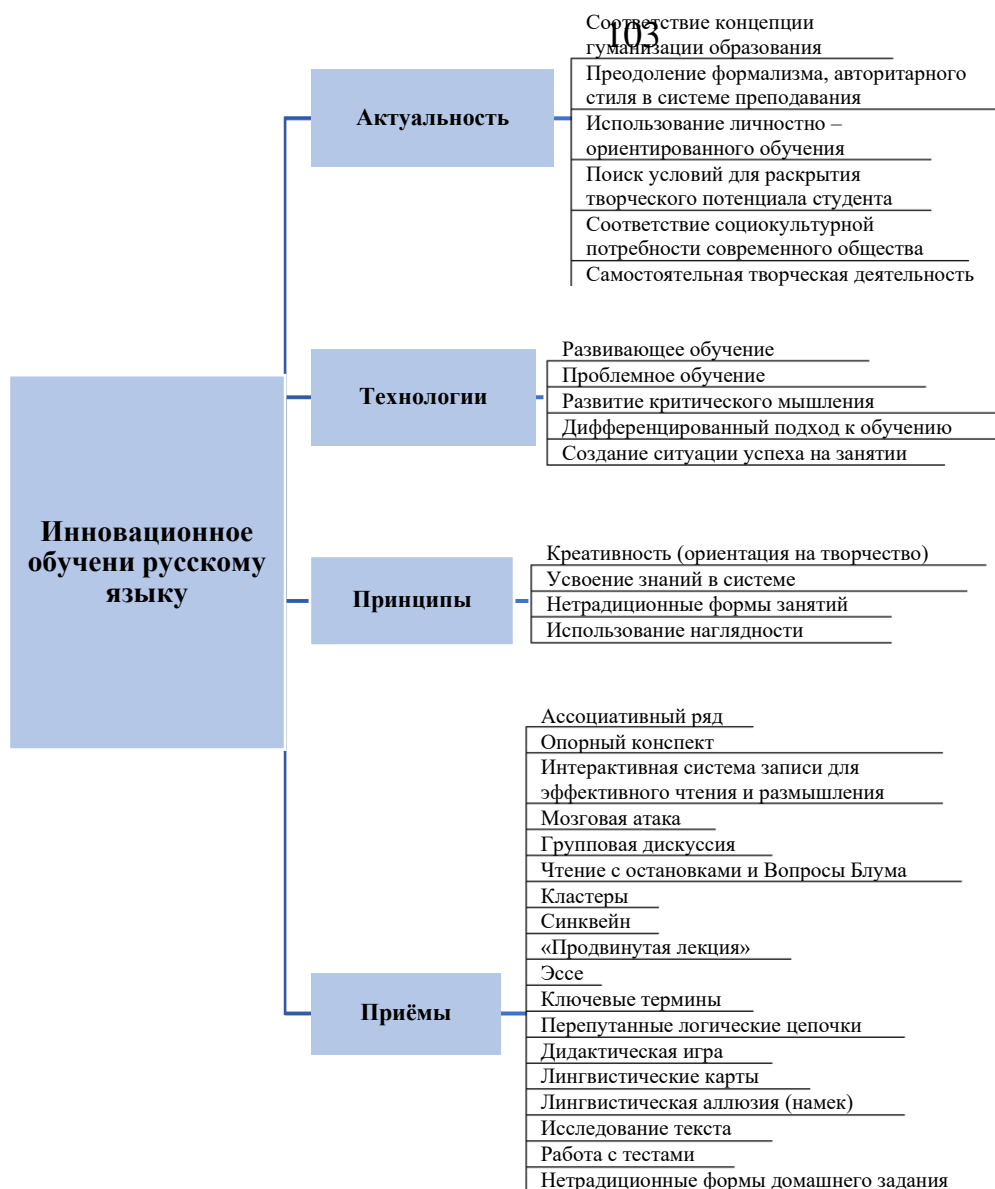 103
Соответствие концепции
гуманизации образования
Преодоление формализма, авторитарного
стиля в системе преподавания
Использование личностно –
ориентированного обучения
Поиск условий для раскрытия
творческого потенциала студента
Соответствие социокультурной
потребности современного общества
Самостоятельная творческая деятельность
Актуальность
Развивающее обучение
Проблемное обучение
Развитие критического мышления
Дифференцированный подход к обучению
Создание ситуации успеха на занятии
Технологии
Инновационное
обучени русскому
языку
Креативность (ориентация на творчество)
Усвоение знаний в системе
Нетрадиционные формы занятий
Использование наглядности
Принципы
Ассоциативный ряд
Опорный конспект
Интерактивная система записи для
эффективного чтения и размышления
Мозговая атака
Групповая дискуссия
Чтение с остановками и Вопросы Блума
Кластеры
Синквейн
«Продвинутая лекция»
Эссе
Ключевые термины
Перепутанные логические цепочки
Дидактическая игра
Лингвистические карты
Лингвистическая аллюзия (намек)
Исследование текста
Работа с тестами
Нетрадиционные формы домашнего задания
Приёмы